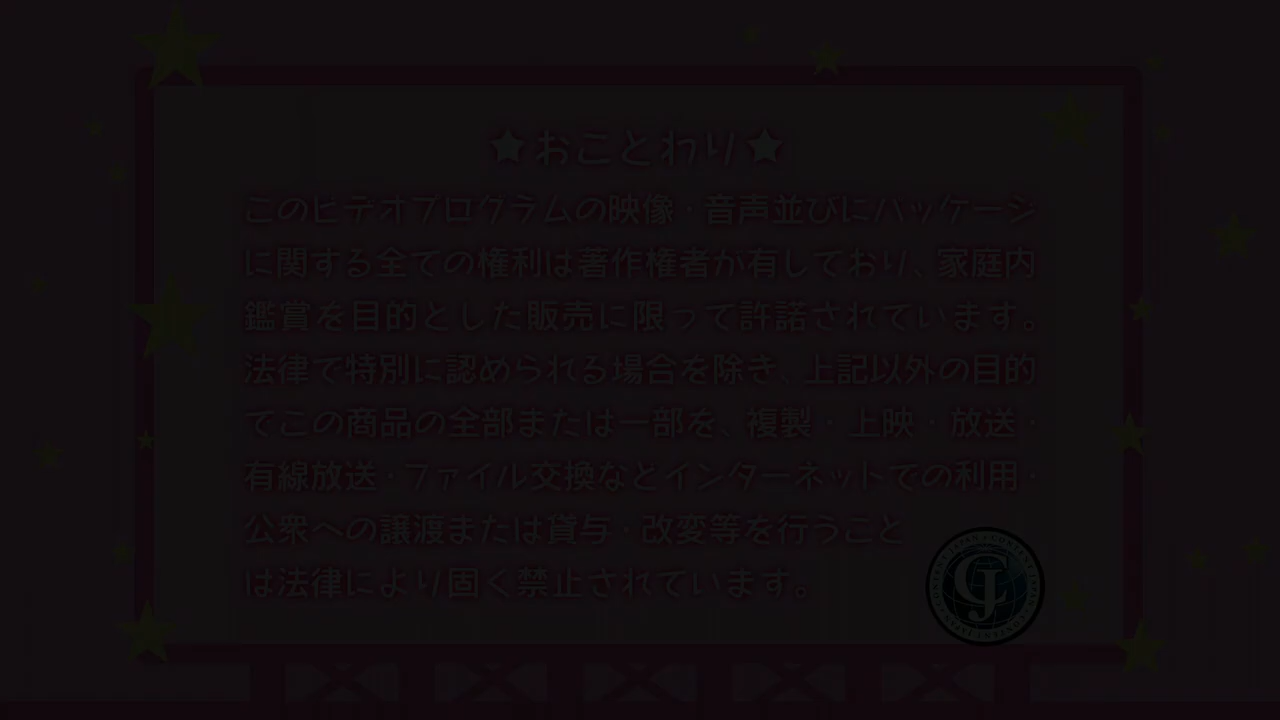 ★おことわり★
このビデオプログラムの映像・音声並びにパッケージ
に関する全ての権利は著作権者が有しており、家庭内
鑑賞を目的とした販売に限って許諾されています。
法律で特別に認められる場合を除き、上記以外の目的
でこの商品の全部または一部を、複製・上映・放送・
有線放送・ファイル交換などインターネットでの利用・
公衆への譲渡または貸与・改変等を行うこと
は法律により固く禁止されています。
CJ
CONTENT JAPAN